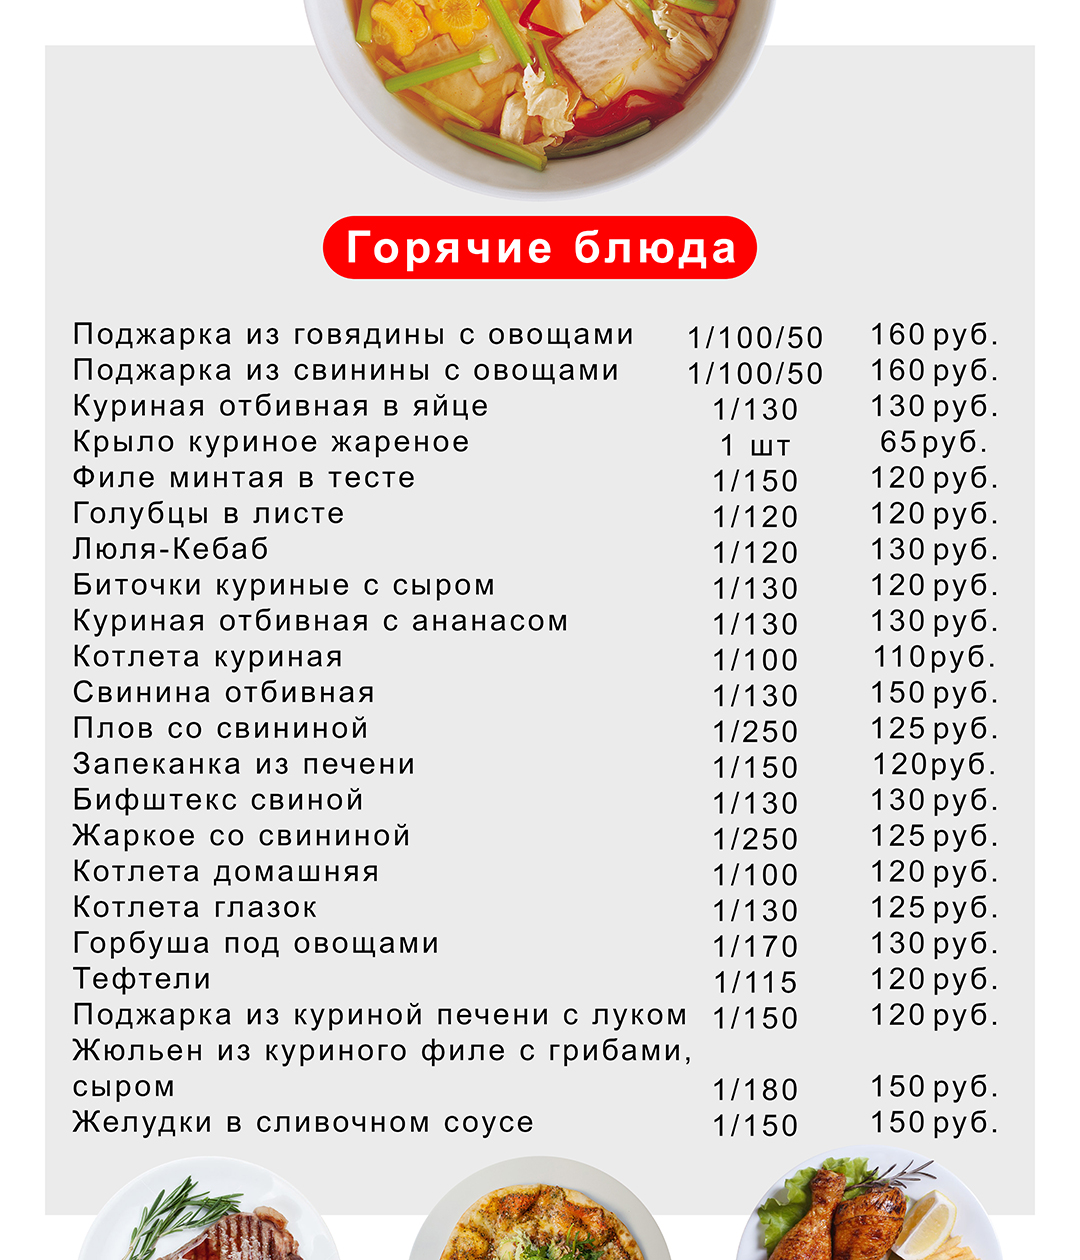 Горячие блюда
Поджарка из говядины с овощами 1/100/50 160 руб.
Поджарка из свинины с овощами 1/100/50 160 руб.
Куриная отбивная в яйце 1/130 130 руб.
Крыло куриное жареное 1 шт 65руб.
Филе минтая в тесте 1/150 120 руб.
Голубцы в листе 1/120 120 руб.
Люля-Кебаб 1/120 130 руб.
Биточки куриные с сыром 1/130 120 руб.
Куриная отбивная с ананасом 1/130 130 руб.
Котлета куриная 1/100 110руб.
Свинина отбивная 1/130 150 руб.
Плов со свининой 1/250 125 руб.
Запеканка из печени 1/150 120руб.
Бифштекс свиной 1/130 130 руб.
Жаркое со свининой 1/250 125 руб.
Котлета домашняя 1/100 120 руб.
Котлета глазок 1/130 125 руб.
Горбуша под овощами 1/170 130 руб.
Тефтели 1/115 120 руб.
Поджарка из куриной печени с луком 1/150 120 руб.
Жюльен из куриного филе с грибами,
сыром 1/180 150 руб.
Желудки в сливочном соусе 1/150 150 руб.